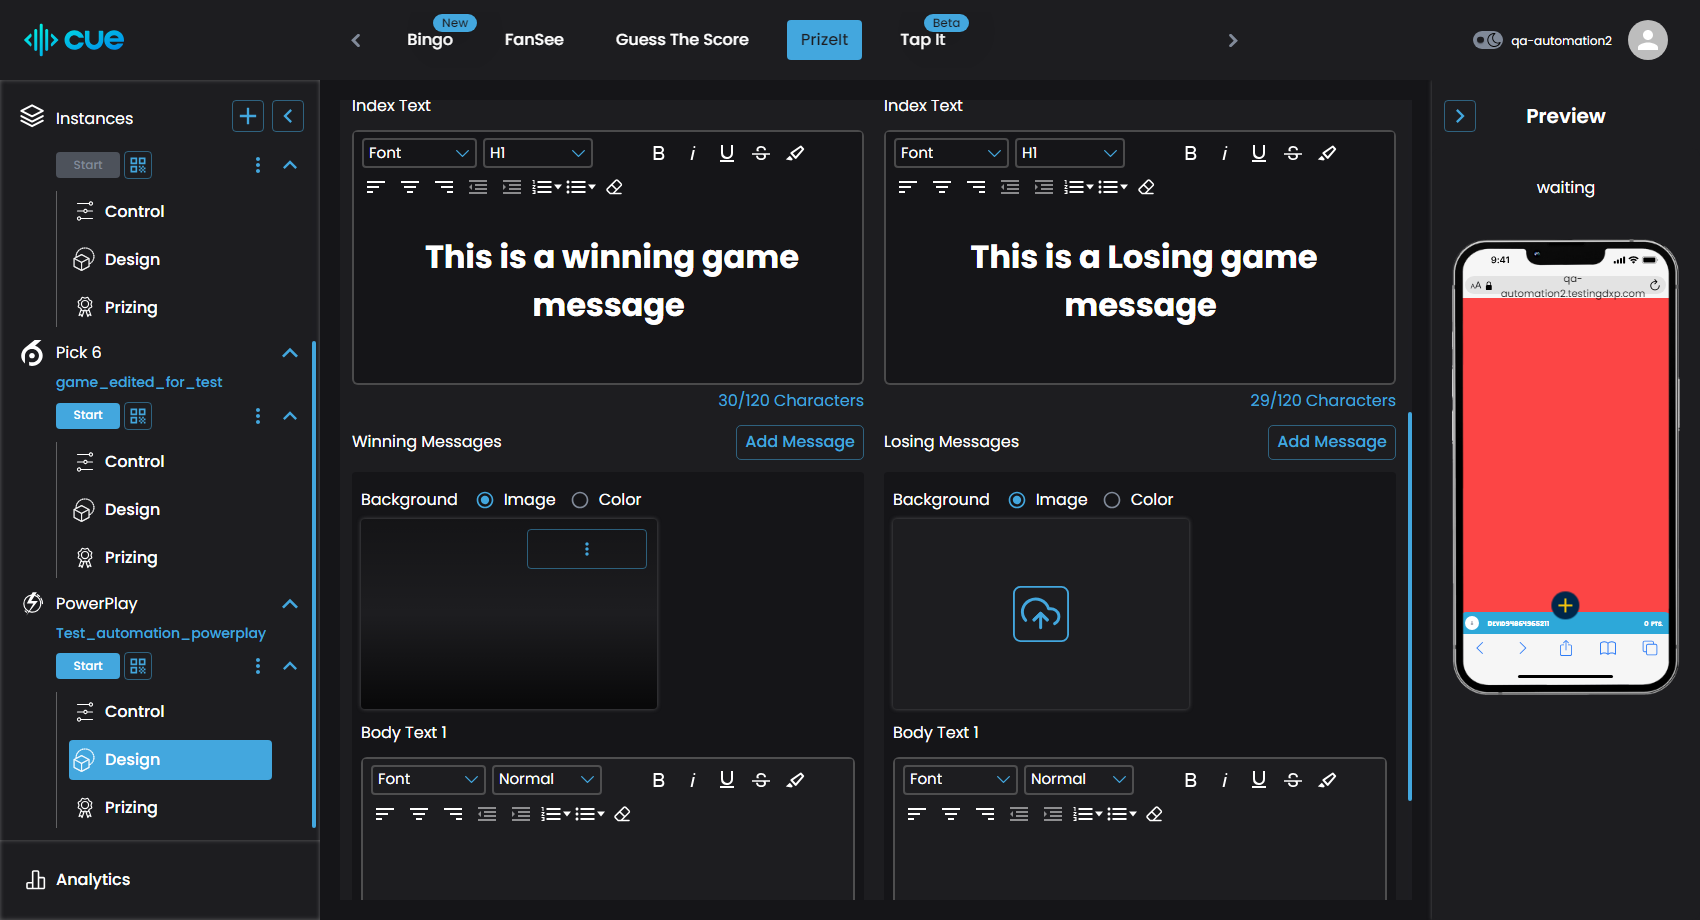 cue
New
Bingo
FanSee
Guess The Score
PrizeIt
Beta
Tap It
qa-automation2
Instances
Start
Control
Design
Prizing
Pick 6
game_edited_for_test
Start
Control
Design
Prizing
PowerPlay
Test_automation_powerplay
Start
Control
Design
Prizing
Analytics
Index Text
Font
H1
B i U S
This is a winning game
message
30/120 Characters
Winning Messages
Add Message
Background
Image
Color
Body Text 1
Font
Normal
B i U S
Index Text
Font
H1
B i U S
This is a Losing game
message
29/120 Characters
Losing Messages
Add Message
Background
Image
Color
Body Text 1
Font
Normal
B i U S
Preview
waiting
9:41
AA
qa-
automation2.testingdxp.com
0 PTS.